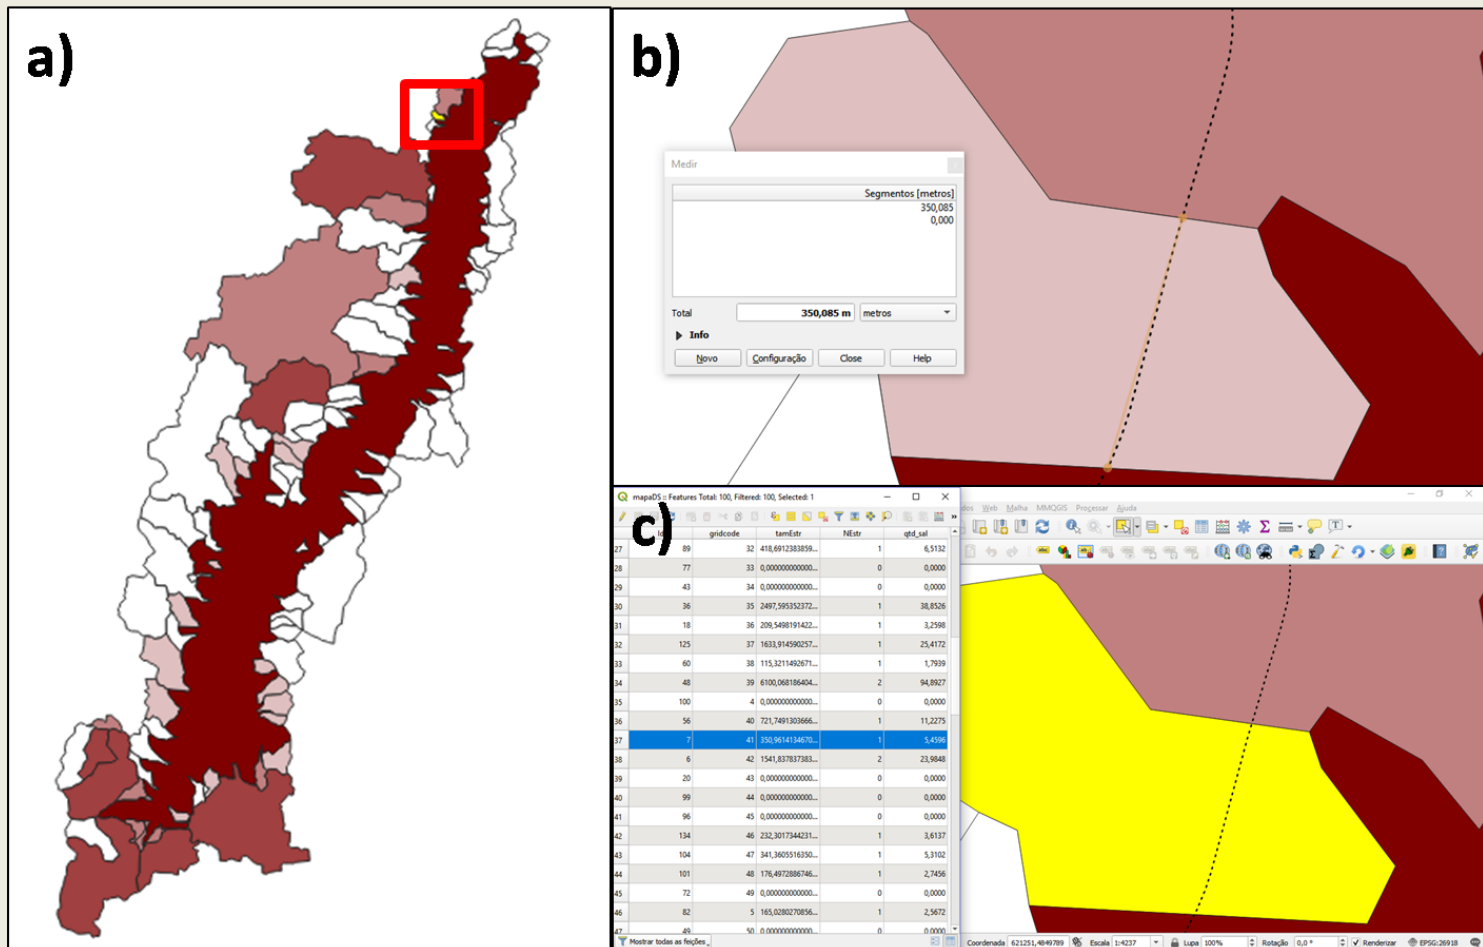 a)
b)
Medir
Segmentos [metros]
350,085
0,000
Total 350,085 m metros
Info
Novo Configuração Close Help
c)
mapaDS :: Features Total: 100, Filtered: 100, Selected: 1
gridcode tamEstr NEstr qtd_sal
27 89 32 418,6912383859... 1 6,5132
28 77 33 0,000000000000... 0 0,0000
29 43 34 0,000000000000... 0 0,0000
30 36 35 2497,595352372... 1 38,8526
31 18 36 209,5498191422... 1 3,2598
32 125 37 1633,914590257... 1 25,4172
33 60 38 115,3211492671... 1 1,7939
34 48 39 6100,068186404... 2 94,8927
35 100 4 0,000000000000... 0 0,0000
36 56 40 721,7491303666... 1 11,2275
37 7 41 350,9614134670... 1 5,4596
38 6 42 1541,837837383... 2 23,9848
39 20 43 0,000000000000... 0 0,0000
40 99 44 0,000000000000... 0 0,0000
41 96 45 0,000000000000... 0 0,0000
42 134 46 232,3017344231... 1 3,6137
43 104 47 341,3605516350... 1 5,3102
44 101 48 176,4972886746... 1 2,7456
45 72 49 0,000000000000... 0 0,0000
46 82 5 165,0280270856... 1 2,5672
47 49 50 0,000000000000... 0 0,0000
Mostrar todas as feições
dos Web Malha MMQGIS Processar Ajuda
Coordenada 621251,4849789 Escala 1:4237 Lupa 100% Rotação 0,0 ° Renderizar EPSG:26918